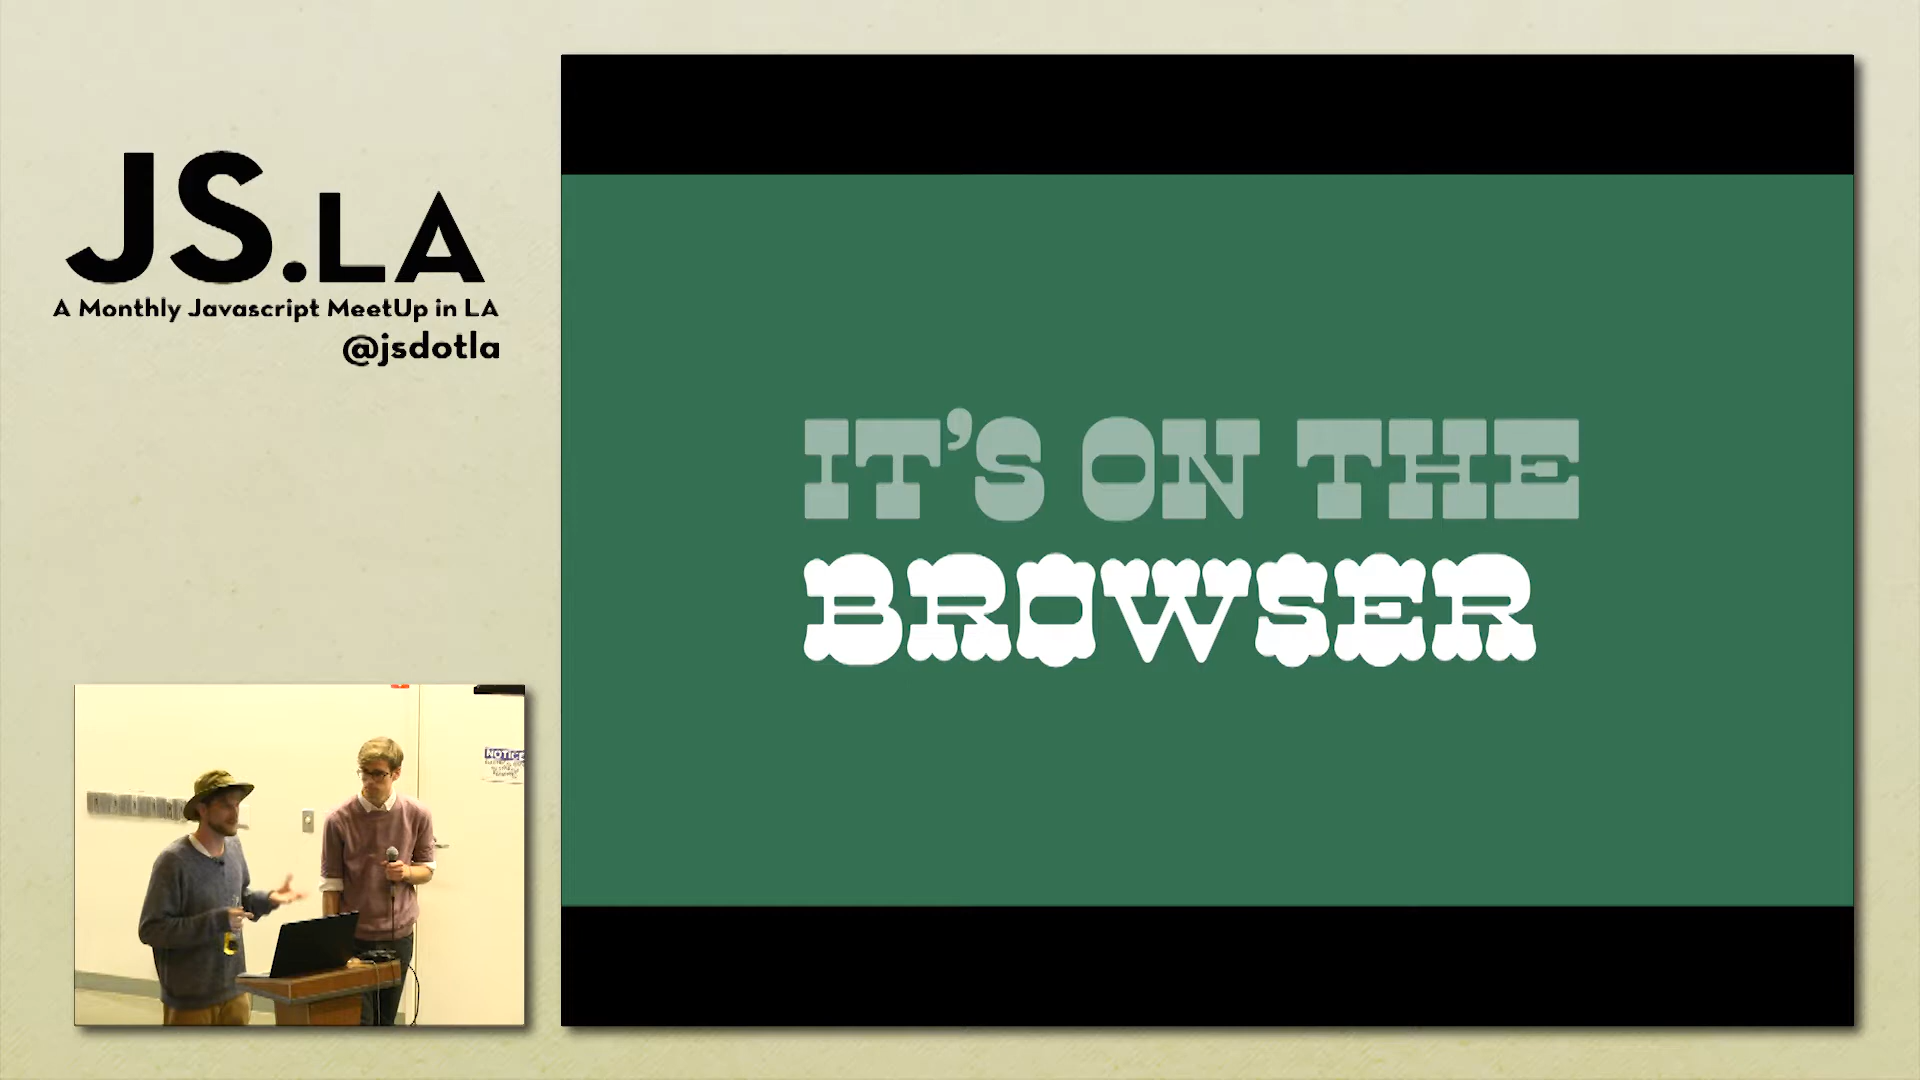 JS.LA
A Monthly Javascript MeetUp in LA
@jsdotla
IT'S ON THE
BROWSER
NOTICE